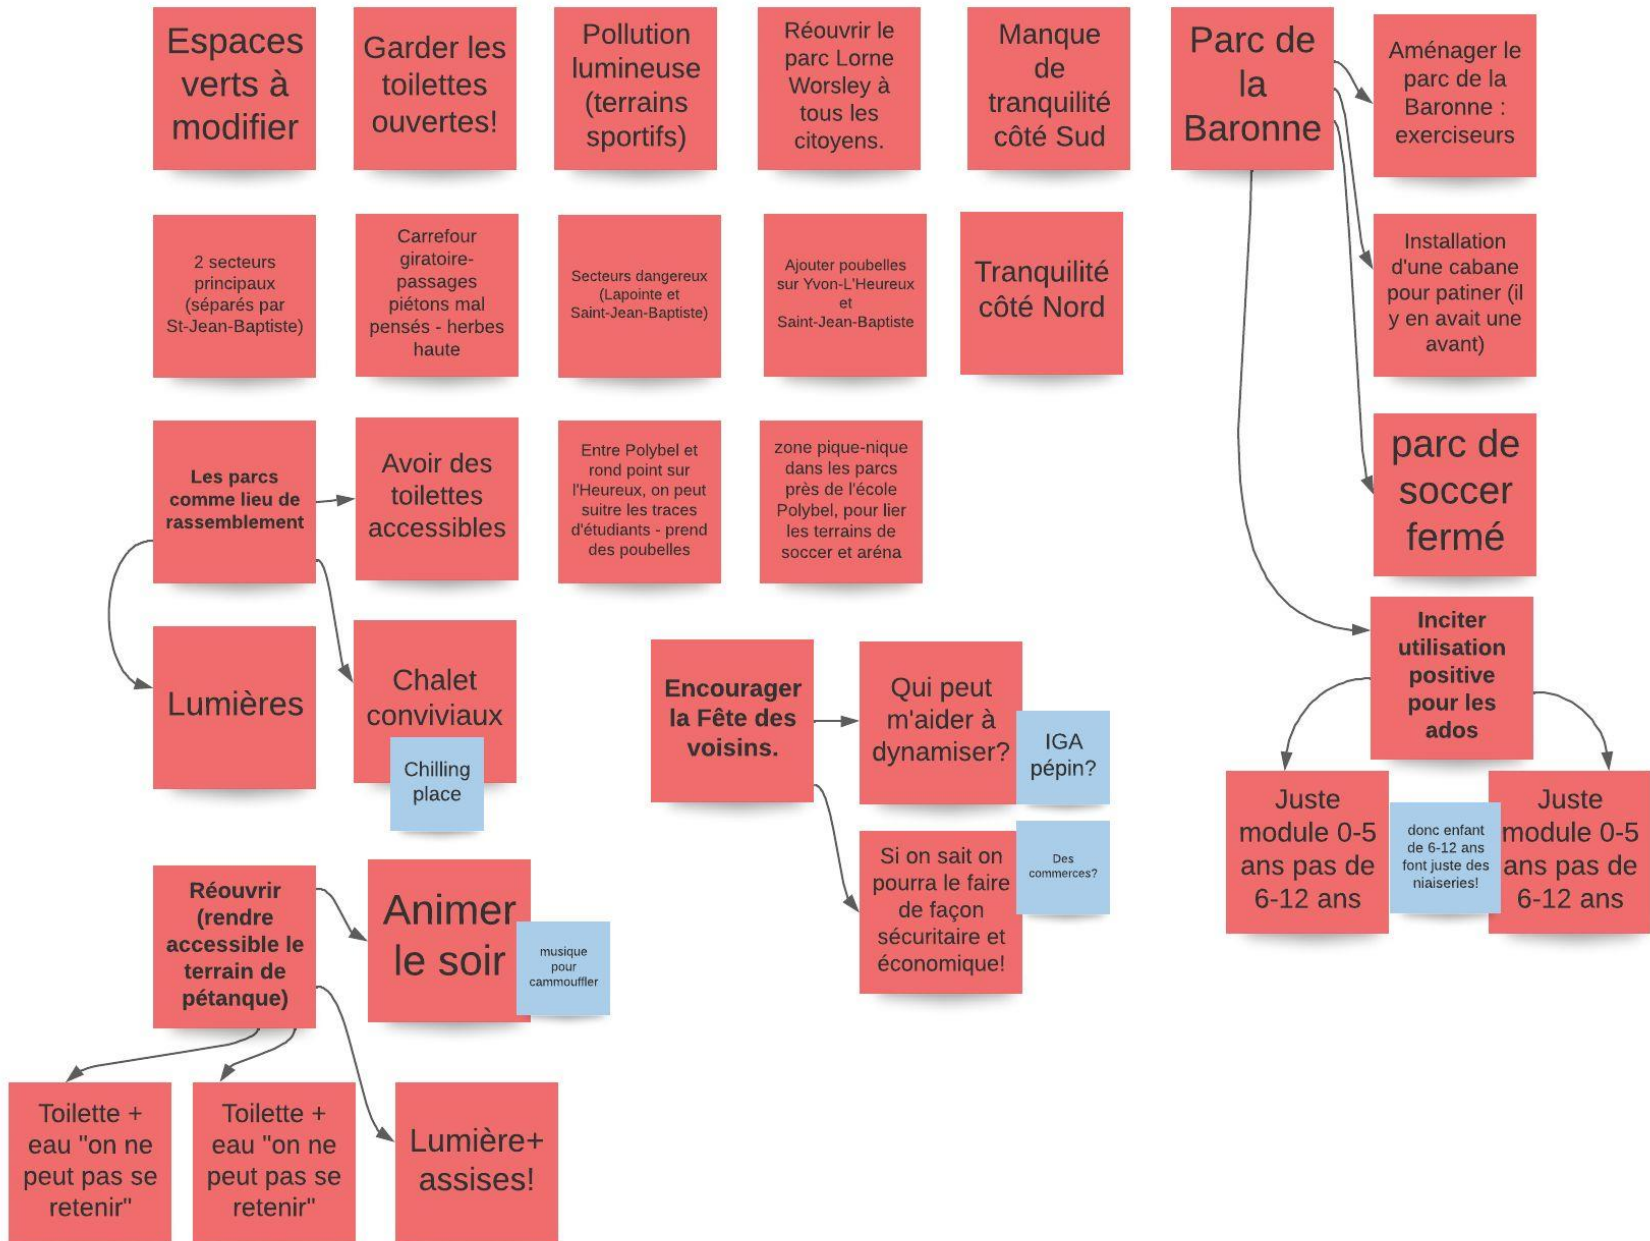 Espaces
verts à
modifier
Garder les
toilettes
ouvertes!
Pollution
lumineuse
(terrains
sportifs)
Réouvrir le
parc Lorne
Worsley à
tous les
citoyens.
Manque
de
tranquilité
côté Sud
Parc de
la
Baronne
Aménager le
parc de la
Baronne :
exerciseurs
2 secteurs
principaux
(séparés par
St-Jean-Baptiste)
Carrefour
giratoire-
passages
piétons mal
pensés - herbes
haute
Secteurs dangereux
(Lapointe et
Saint-Jean-Baptiste)
Ajouter poubelles
sur Yvon-L'Heureux
et
Saint-Jean-Baptiste
Tranquilité
côté Nord
Installation
d'une cabane
pour patiner (il
y en avait une
avant)
Les parcs
comme lieu de
rassemblement
Avoir des
toilettes
accessibles
Entre Polybel et
rond point sur
l'Heureux, on peut
suitre les traces
d'étudiants - prend
des poubelles
zone pique-nique
dans les parcs
près de l'école
Polybel, pour lier
les terrains de
soccer et aréna
parc de
soccer
fermé
Lumières
Chalet
conviviaux
Chilling
place
Encourager
la Fête des
voisins.
Qui peut
m'aider à
dynamiser?
IGA
pépin?
Si on sait on
pourra le faire
de façon
sécuritaire et
économique!
Des
commerces?
Inciter
utilisation
positive
pour les
ados
Juste
module 0-5
ans pas de
6-12 ans
donc enfant
de 6-12 ans
font juste des
niaiseries!
Juste
module 0-5
ans pas de
6-12 ans
Réouvrir
(rendre
accessible le
terrain de
pétanque)
Animer
le soir
musique
pour
cammouffler
Toilette +
eau "on ne
peut pas se
retenir"
Toilette +
eau "on ne
peut pas se
retenir"
Lumière+
assises!